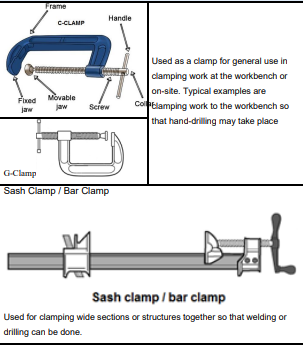 Frame
C-CLAMP
Handle
Fixed
jaw
Movable
jaw
Screw
Collar
Used as a clamp for general use in
clamping work at the workbench or
on-site. Typical examples are
clamping work to the workbench so
that hand-drilling may take place
G-Clamp
Sash Clamp / Bar Clamp
Sash clamp / bar clamp
Used for clamping wide sections or structures together so that welding or
drilling can be done.